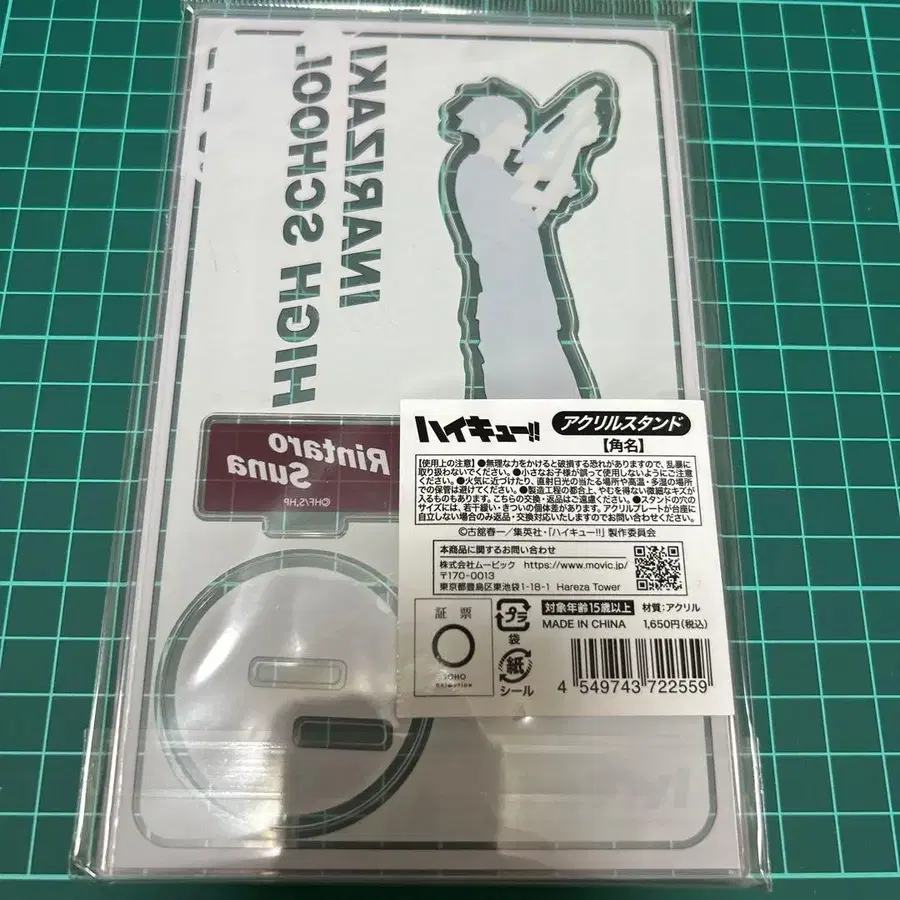 INARIZAKI
HIGH SCHOOL
Rintaro
Suna
©HF/S,HP
ハイキュー!! アクリルスタンド
【角名】
【使用上の注意】●無理な力をかけると破損する恐れがありますので、乱暴に
取り扱わないでください。●小さなお子様が誤って使用しないようにご注意
ください。●火気に近づけたり、直射日光の当たる場所や高温・多湿の場所
での保管は避けてください。●製造工程の都合上、やむを得ない微細なキズが
入るものもあります。こちらの交換・返品はご遠慮ください。●スタンドの穴の
サイズには、若干緩い・きついの個体差があります。アクリルプレートが台座に
自立しない場合のみ返品・交換対応いたしますのでお問い合わせください。
©古舘春一／集英社・「ハイキュー!!」製作委員会
本商品に関するお問い合わせ
株式会社ムービック https://www.movic.jp/
〒170-0013
東京都豊島区東池袋1-18-1 Hareza Tower
証票
TOHO
animation
プラ
袋
紙
シール
対象年齢15歳以上 材質：アクリル
MADE IN CHINA 1,650円(税込)
4 549743 722559